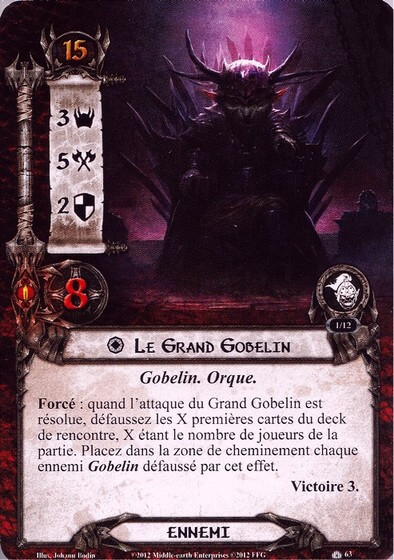 15
3
5
2
8
1/12
LE GRAND GOBELIN
Gobelin. Orque.
Forcé : quand l'attaque du Grand Gobelin est
résolue, défaussez les X premières cartes du deck
de rencontre, X étant le nombre de joueurs de la
partie. Placez dans la zone de cheminement chaque
ennemi Gobelin défaussé par cet effet.
Victoire 3.
ENNEMI
Illus. Johann Bodin ©2012 Middle-earth Enterprises ©2012 FFG 63